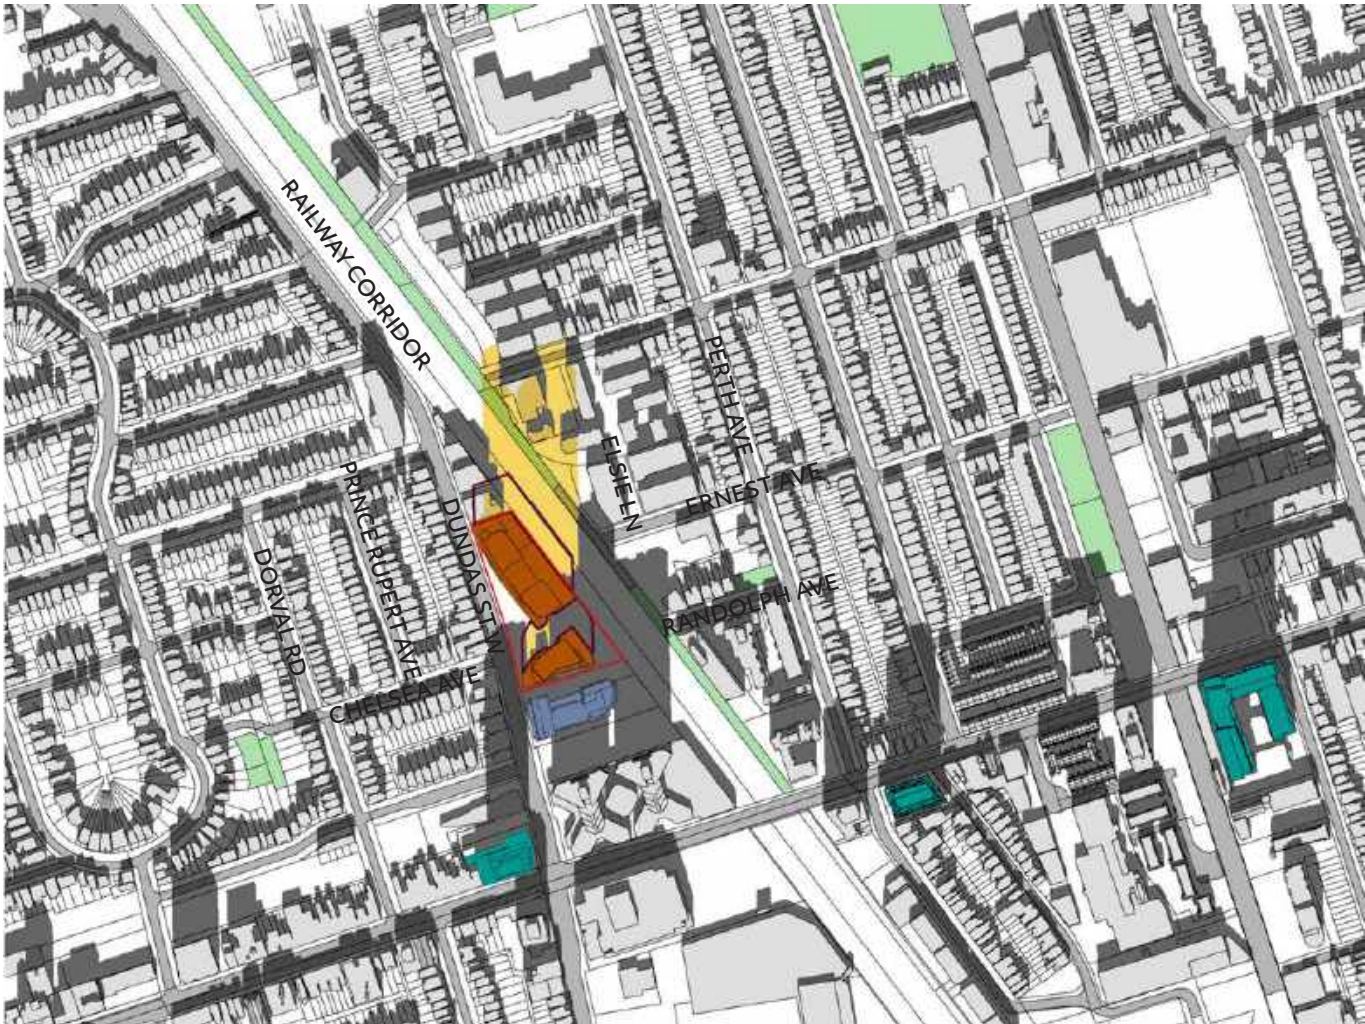 RAILWAY CORRIDOR
PERTH AVE
ELSIE LN
ERNEST AVE
PRINCE RUPERT AVE
DUNDAS ST W
DORVAL RD
RANDOLPH AVE
CHELSEA AVE